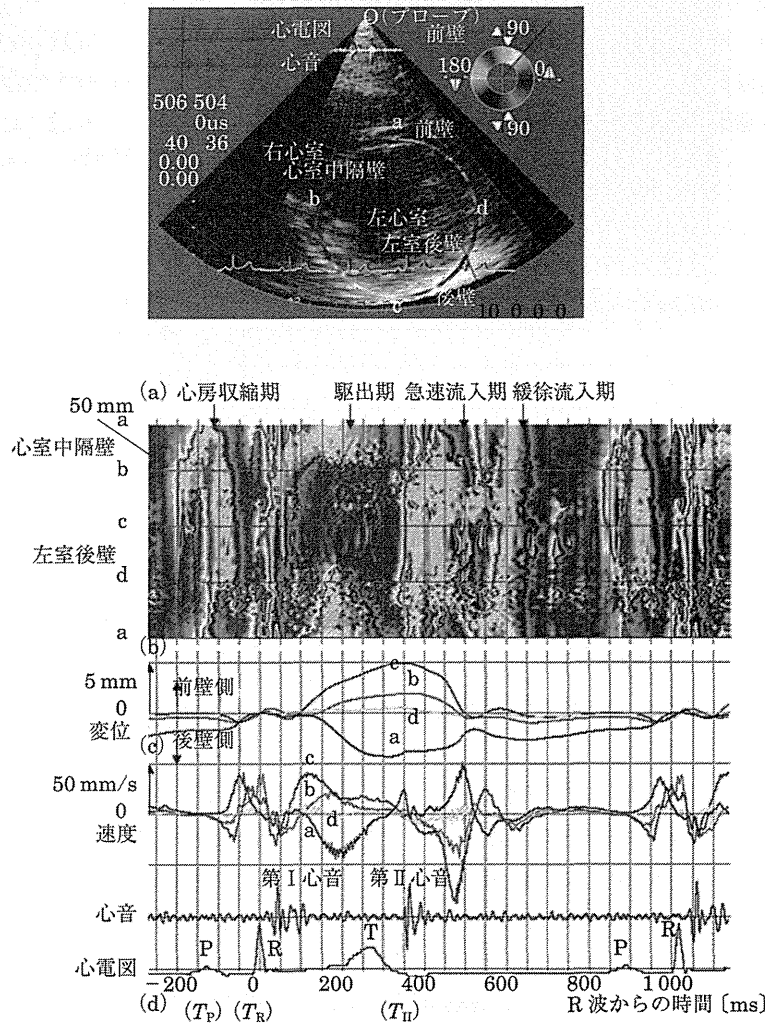 心電図
O(プローブ)
前壁
90
心音
180
0
90
506 504
0us
40 36
0.00
0.00
a 前壁
右心室
心室中隔壁
b
d
左心室
左室後壁
後壁
c
10 0 0 0
(a) 心房収縮期 駆出期 急速流入期 緩徐流入期
50 mm
a
心室中隔壁
b
c
左室後壁
d
a
(b)
5 mm
0
変位
前壁側
後壁側
c
b
d
a
(c)
50 mm/s
0
速度
c
b
d
a
第Ⅰ心音 第Ⅱ心音
心音
心電図
P R T P R
−200 0 200 400 600 800 1 000
(d) (T_P) (T_R) (T_II) R 波からの時間〔ms〕